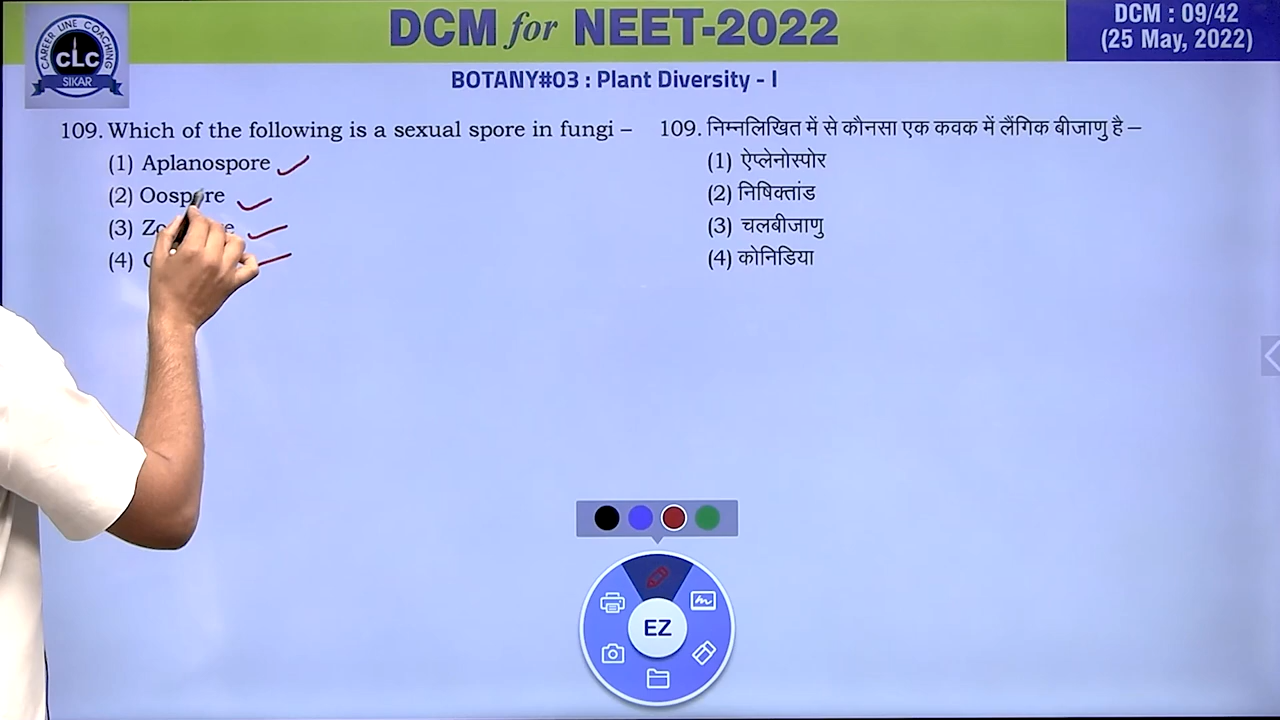 DCM for NEET-2022
DCM : 09/42
(25 May, 2022)
CAREER LINE COACHING
CLC
SIKAR
BOTANY#03 : Plant Diversity - I
109. Which of the following is a sexual spore in fungi –
(1) Aplanospore
(2) Oospore
(3)
(4)
109. निम्नलिखित में से कौनसा एक कवक में लैंगिक बीजाणु है –
(1) ऐप्लेनोस्पोर
(2) निषिक्तांड
(3) चलबीजाणु
(4) कोनिडिया
EZ